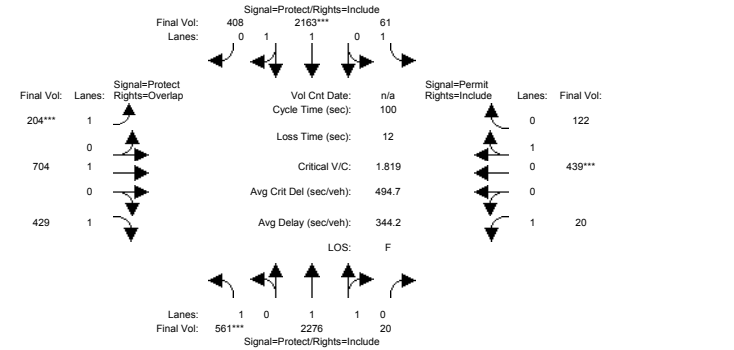 Signal=Protect/Rights=Include
Final Vol: 408 2163*** 61
Lanes: 0 1 1 0 1
Signal=Protect Signal=Permit
Final Vol: Lanes: Rights=Overlap Vol Cnt Date: n/a Rights=Include Lanes: Final Vol:
Cycle Time (sec): 100
204*** 1 0 122
Loss Time (sec): 12
0 1
704 1 Critical V/C: 1.819 0 439***
0 Avg Crit Del (sec/veh): 494.7 0
429 1 Avg Delay (sec/veh): 344.2 1 20
LOS: F
Lanes: 1 0 1 1 0
Final Vol: 561*** 2276 20
Signal=Protect/Rights=Include